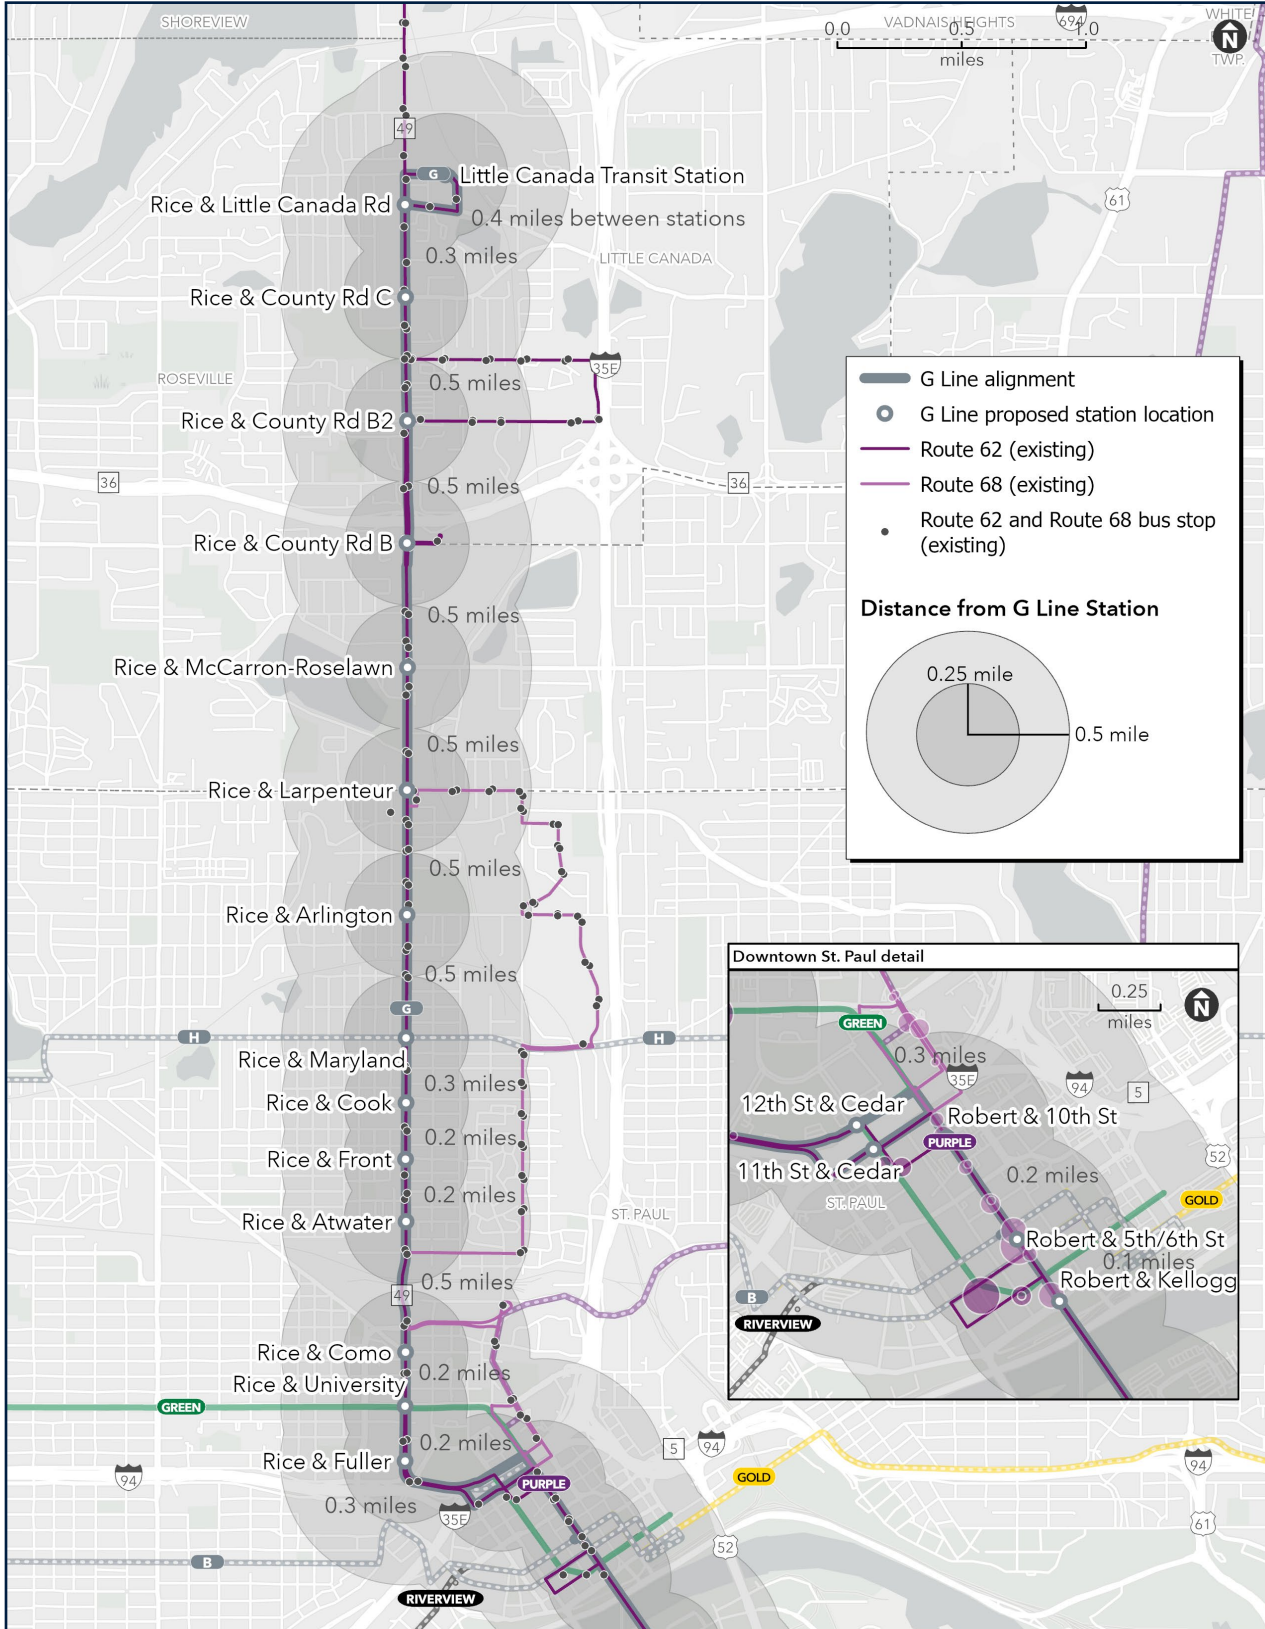 SHOREVIEW
VADNAIS HEIGHTS
694
WHITE
TWP.
N
0.0
0.5
1.0
miles
49
G
Little Canada Transit Station
Rice & Little Canada Rd
0.4 miles between stations
61
0.3 miles
LITTLE CANADA
Rice & County Rd C
35E
ROSEVILLE
0.5 miles
Rice & County Rd B2
36
0.5 miles
36
Rice & County Rd B
0.5 miles
Rice & McCarron-Roselawn
0.5 miles
Rice & Larpenteur
0.5 miles
Rice & Arlington
0.5 miles
G
H
H
Rice & Maryland
0.3 miles
Rice & Cook
0.2 miles
Rice & Front
0.2 miles
Rice & Atwater
ST. PAUL
0.5 miles
49
Rice & Como
0.2 miles
Rice & University
GREEN
0.2 miles
Rice & Fuller
94
0.3 miles
35E
PURPLE
5
94
GOLD
94
61
52
B
RIVERVIEW
G Line alignment
G Line proposed station location
Route 62 (existing)
Route 68 (existing)
Route 62 and Route 68 bus stop
(existing)
Distance from G Line Station
0.25 mile
0.5 mile
Downtown St. Paul detail
0.25
miles
N
GREEN
0.3 miles
35E
94
5
12th St & Cedar
Robert & 10th St
PURPLE
52
11th St & Cedar
0.2 miles
ST. PAUL
GOLD
Robert & 5th/6th St
0.1 miles
Robert & Kellogg
B
RIVERVIEW